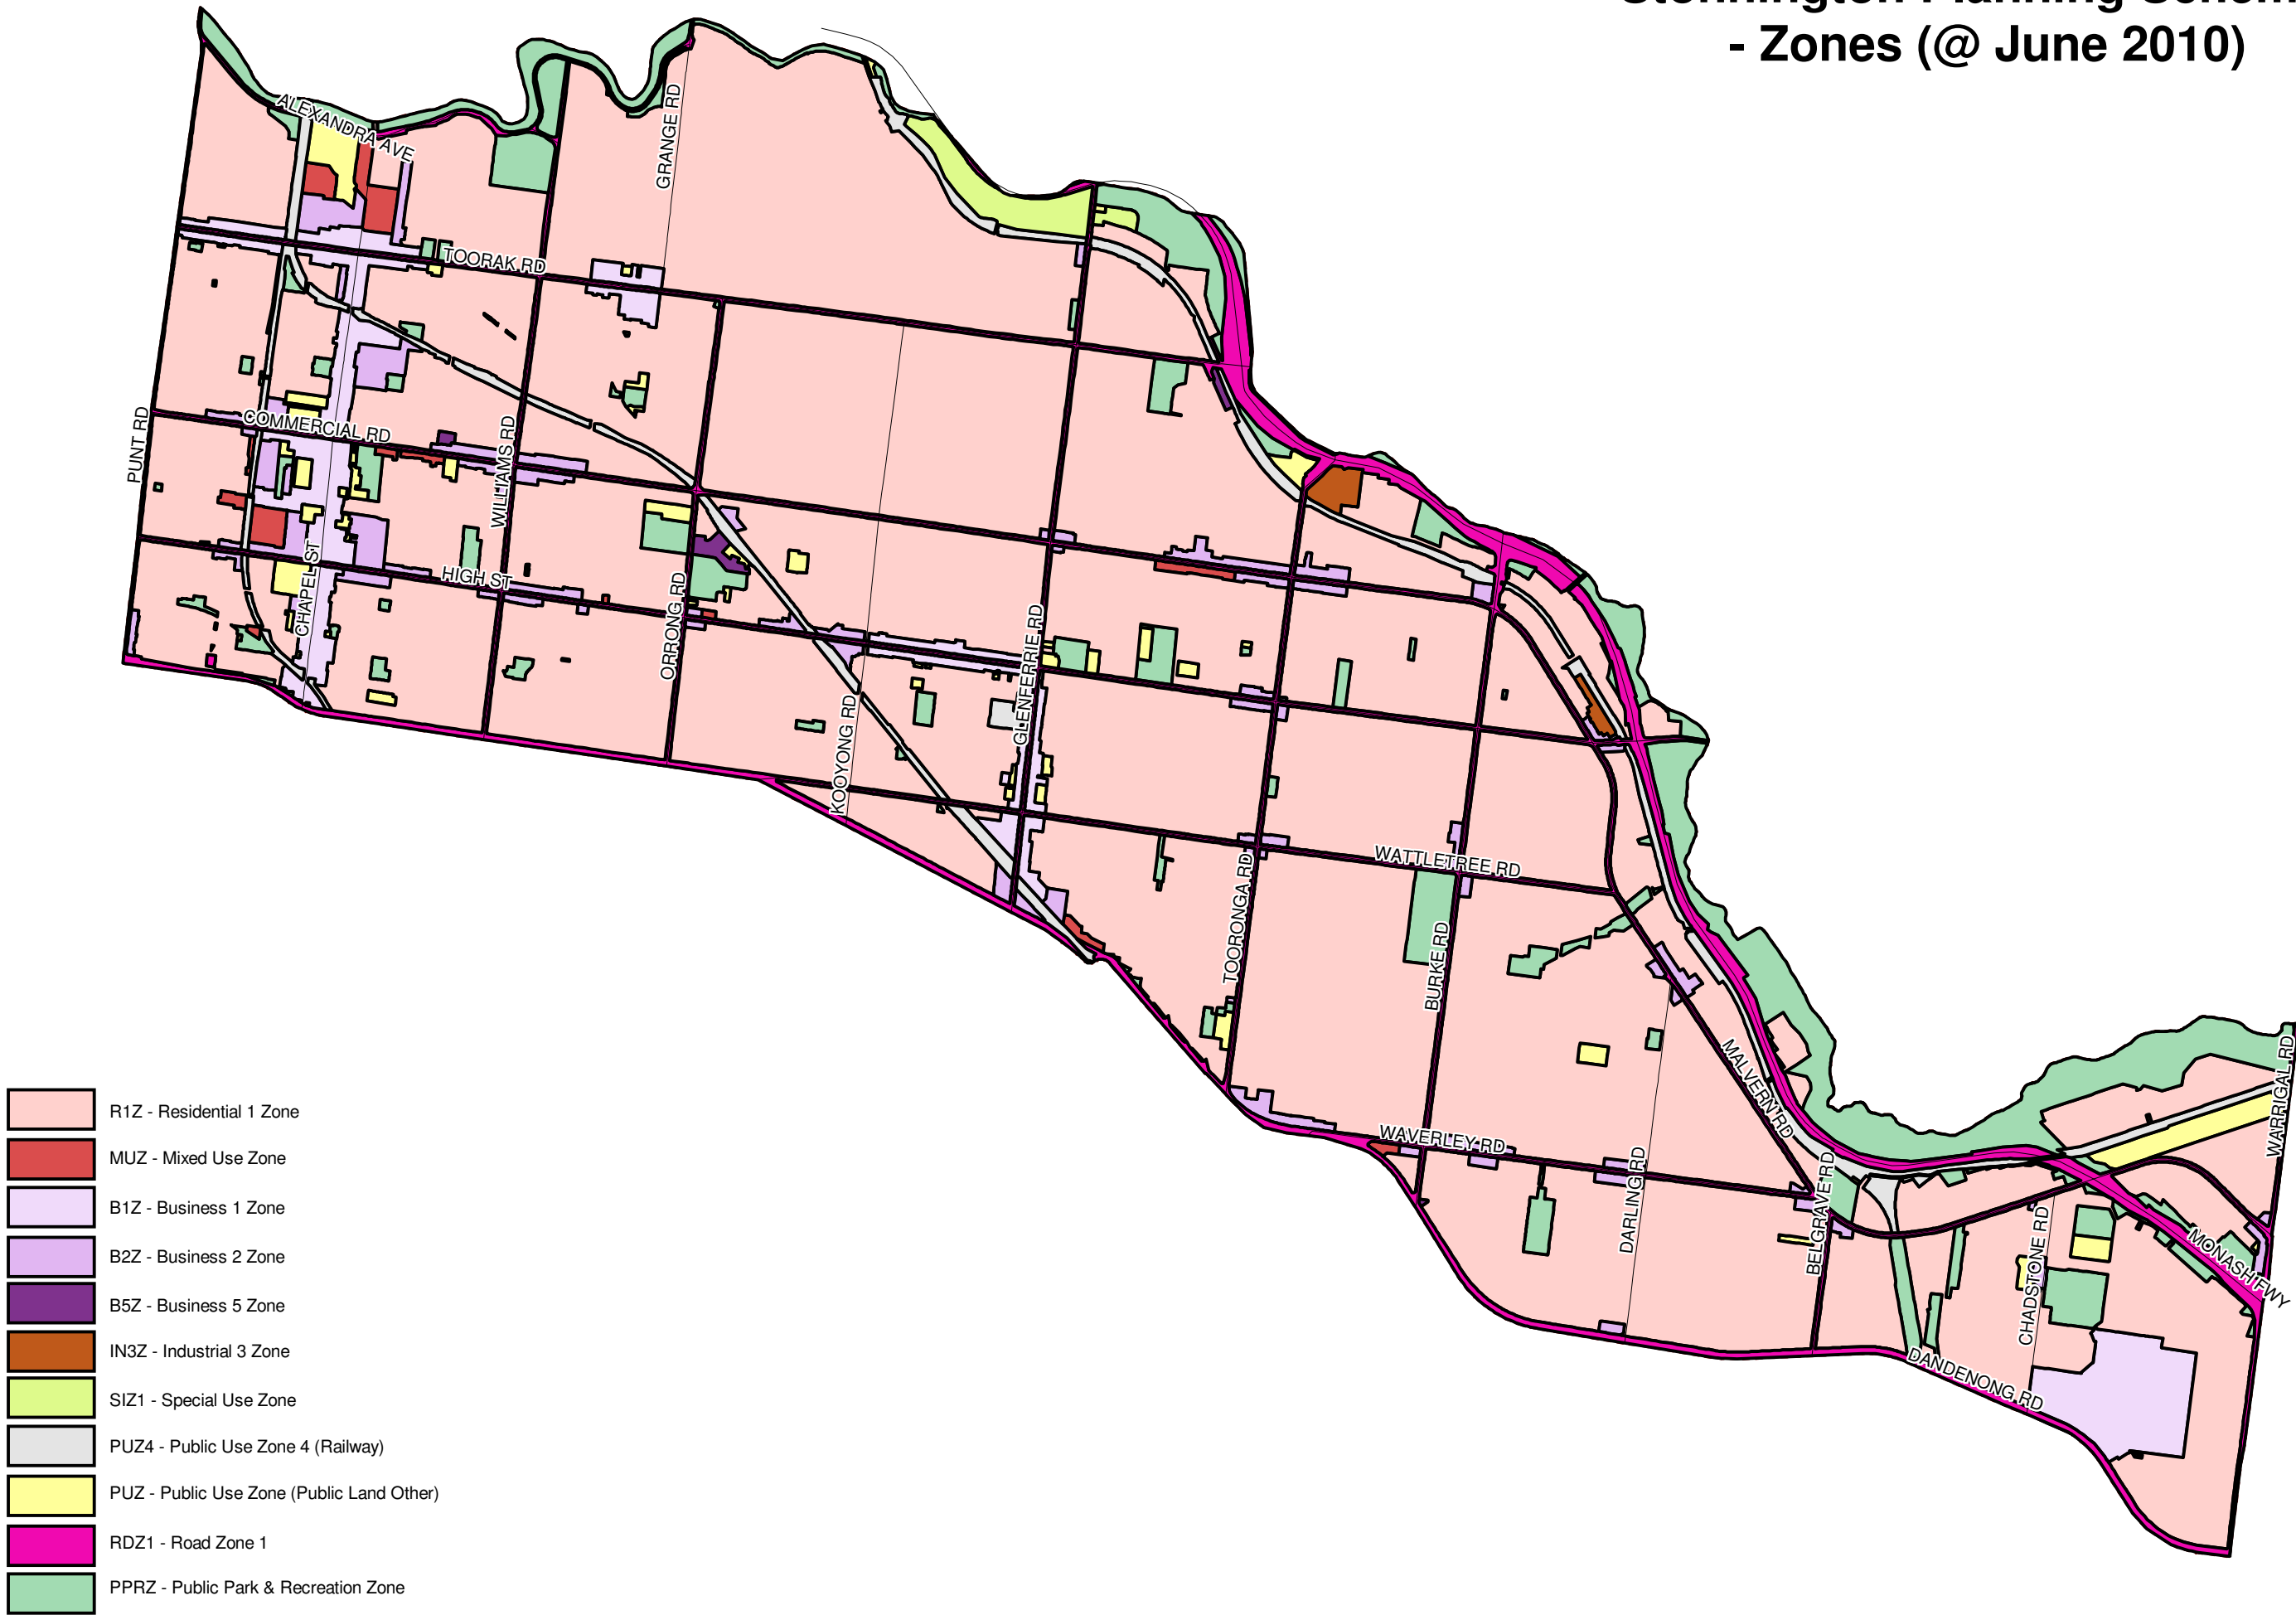 Stonnington Planning Schem
- Zones (@ June 2010)
ALEXANDRA AVE
GRANGE RD
TOORAK RD
PUNT RD
COMMERCIAL RD
WILLIAMS RD
CHAPEL ST
HIGH ST
ORRONG RD
KOOYONG RD
GLENFERRIE RD
WATTLETREE RD
TOORONGA RD
BURKE RD
MALVERN RD
WAVERLEY RD
DARLING RD
BELGRAVE RD
CHADSTONE RD
WARRIGAL RD
MONASH FWY
DANDENONG RD
R1Z - Residential 1 Zone
MUZ - Mixed Use Zone
B1Z - Business 1 Zone
B2Z - Business 2 Zone
B5Z - Business 5 Zone
IN3Z - Industrial 3 Zone
SIZ1 - Special Use Zone
PUZ4 - Public Use Zone 4 (Railway)
PUZ - Public Use Zone (Public Land Other)
RDZ1 - Road Zone 1
PPRZ - Public Park & Recreation Zone